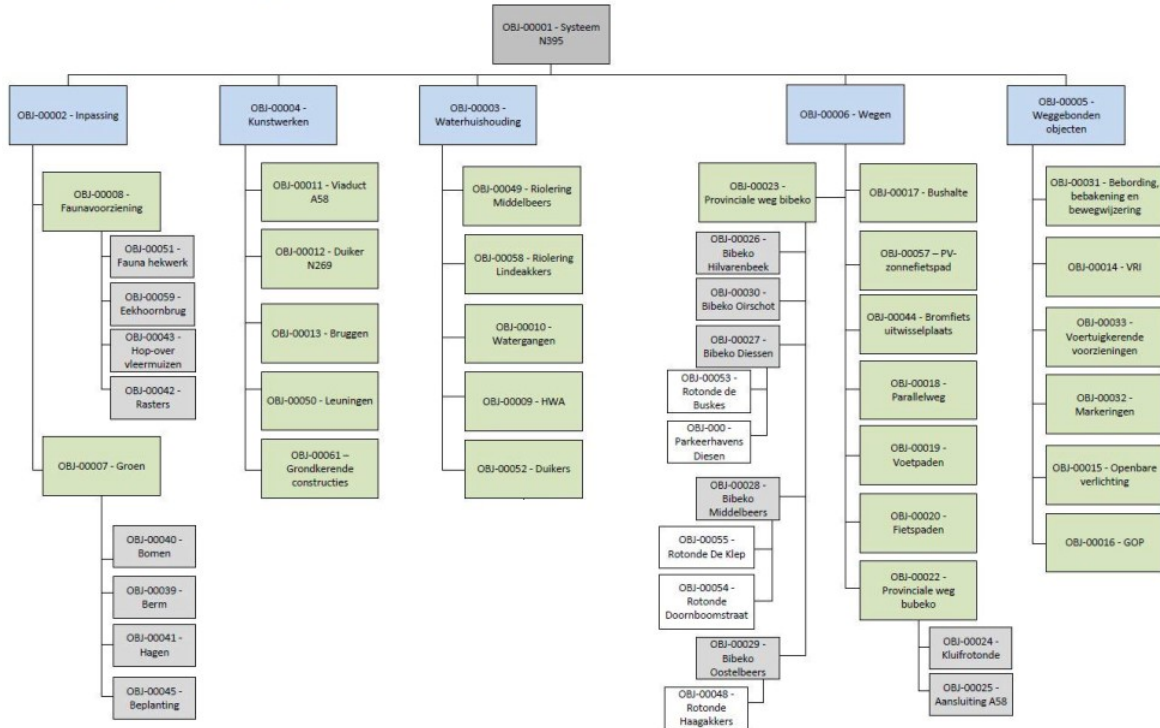 OBJ-00001 - Systeem
N395
OBJ-00002 - Inpassing
OBJ-00008 -
Faunavoorziening
OBJ-00051 -
Fauna hekwerk
OBJ-00059 -
Eekhoornbrug
OBJ-00043 -
Hop-over
vleermuizen
OBJ-00042 -
Rasters
OBJ-00007 - Groen
OBJ-00040 -
Bomen
OBJ-00039 -
Berm
OBJ-00041 -
Hagen
OBJ-00045 -
Beplanting
OBJ-00004 -
Kunstwerken
OBJ-00011 - Viaduct
A58
OBJ-00012 - Duiker
N269
OBJ-00013 - Bruggen
OBJ-00050 - Leuningen
OBJ-00061 –
Grondkerende
constructies
OBJ-00003 -
Waterhuishouding
OBJ-00049 - Riolering
Middelbeers
OBJ-00058 - Riolering
Lindeakkers
OBJ-00010 -
Watergangen
OBJ-00009 - HWA
OBJ-00052 - Duikers
OBJ-00006 - Wegen
OBJ-00023 -
Provinciale weg bibeko
OBJ-00026 -
Bibeko
Hilvarenbeek
OBJ-00030 -
Bibeko Oirschot
OBJ-00027 -
Bibeko Diessen
OBJ-00053 -
Rotonde de
Buskes
OBJ-000 -
Parkeerhavens
Diesen
OBJ-00028 -
Bibeko
Middelbeers
OBJ-00055 -
Rotonde De Klep
OBJ-00054 -
Rotonde
Doornboomstraat
OBJ-00029 -
Bibeko
Oostelbeers
OBJ-00048 -
Rotonde
Haagakkers
OBJ-00017 - Bushalte
OBJ-00057 – PV-
zonnefietspad
OBJ-00044 - Bromfiets
uitwisselplaats
OBJ-00018 -
Parallelweg
OBJ-00019 -
Voetpaden
OBJ-00020 -
Fietspaden
OBJ-00022 -
Provinciale weg
bubeko
OBJ-00024 -
Kluifrotonde
OBJ-00025 -
Aansluiting A58
OBJ-00005 -
Weggebonden
objecten
OBJ-00031 - Bebording,
bebakening en
bewegwijzering
OBJ-00014 - VRI
OBJ-00033 -
Voertuigkerende
voorzieningen
OBJ-00032 -
Markeringen
OBJ-00015 - Openbare
verlichting
OBJ-00016 - GOP